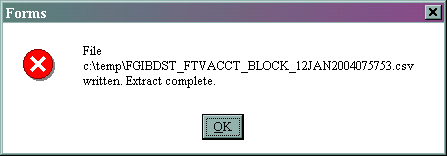 Forms
File
c:\temp\FGIBDST_FTVACCT_BLOCK_12JAN2004075753.csv
written. Extract complete.
OK